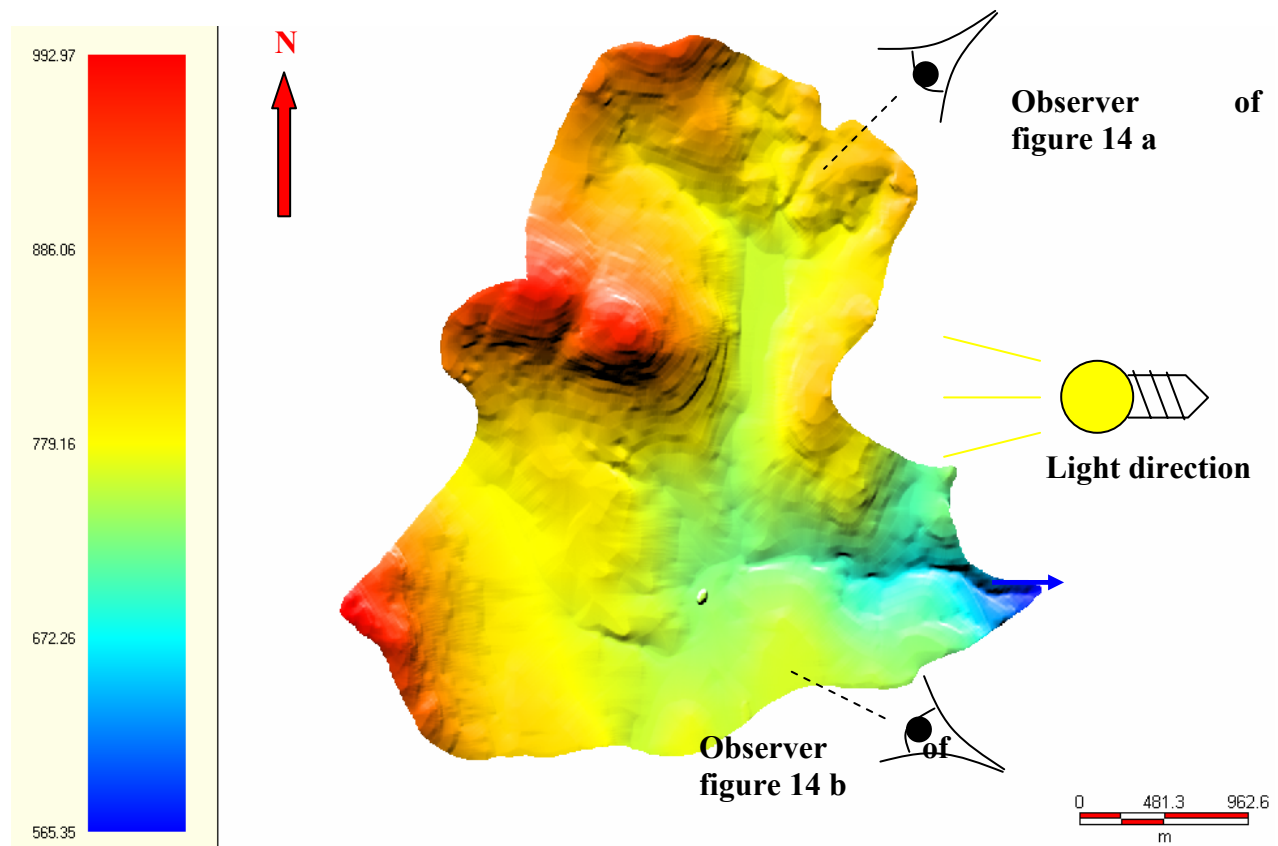 992.97
886.06
779.16
672.26
565.35
N
Observer of
figure 14 a
Light direction
Observer of
figure 14 b
0 481.3 962.6
m